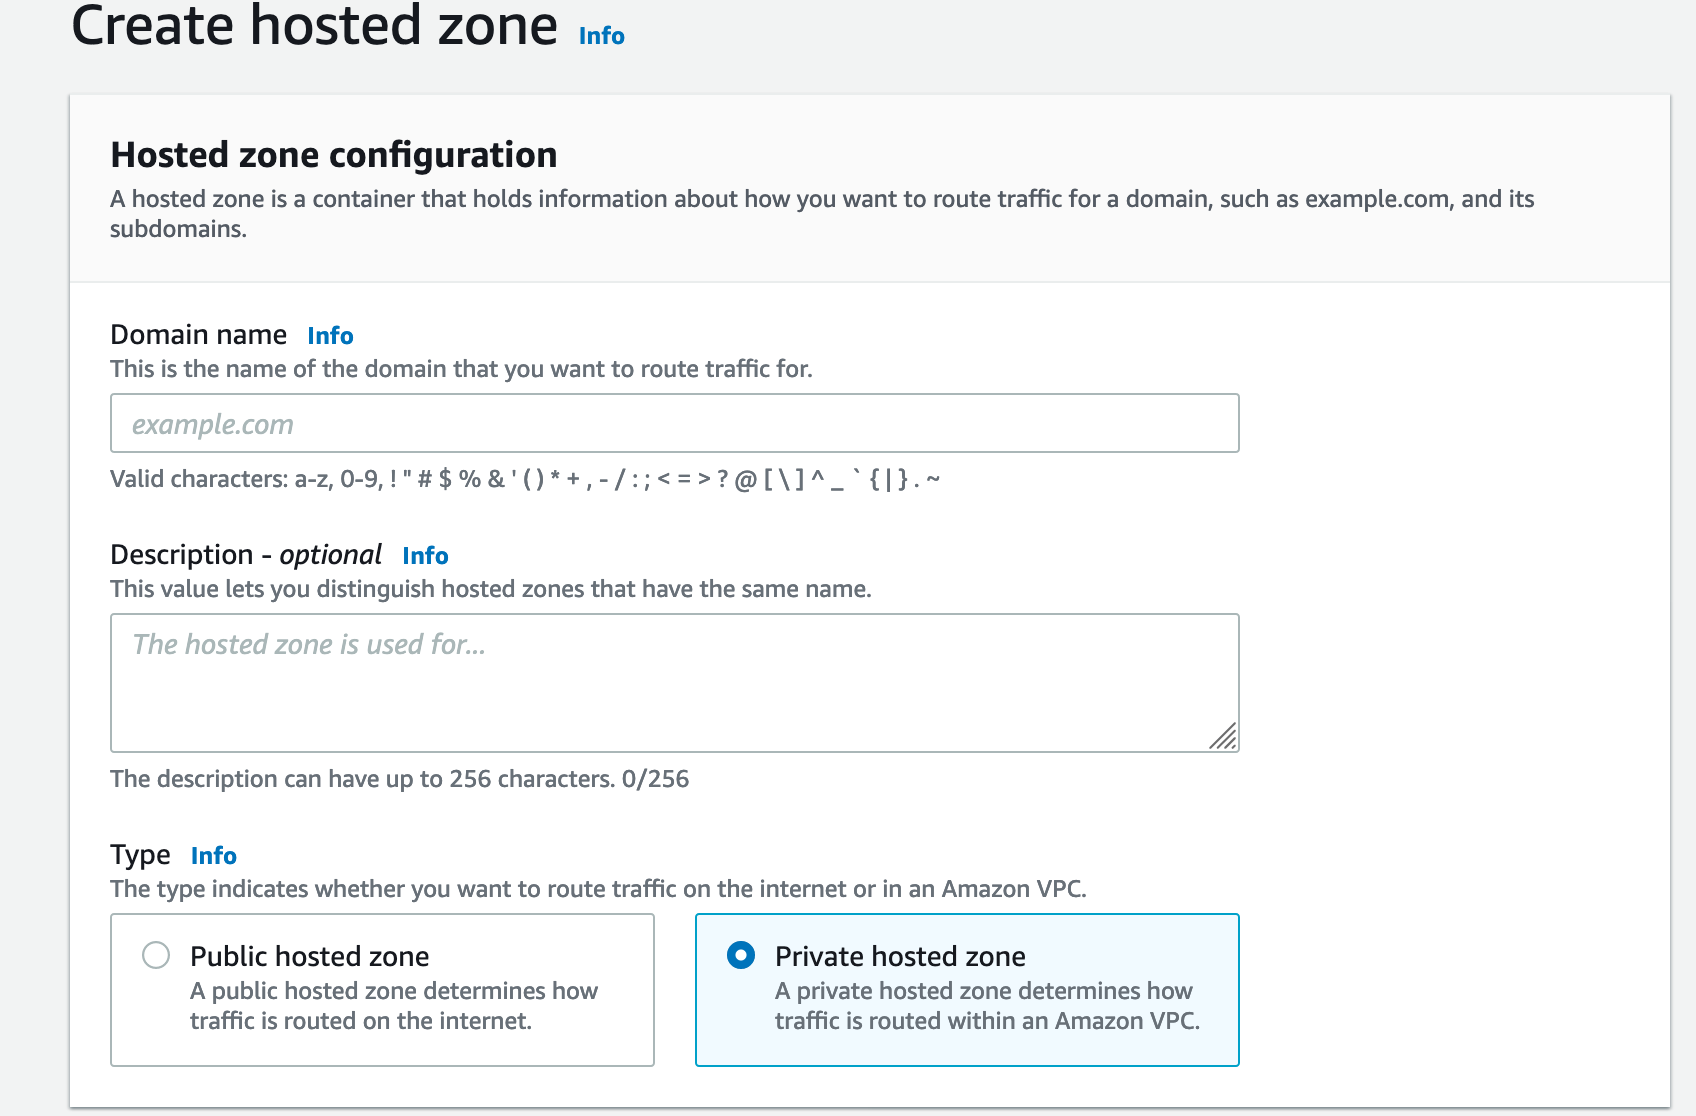 Create hosted zone Info
Hosted zone configuration
A hosted zone is a container that holds information about how you want to route traffic for a domain, such as example.com, and its
subdomains.
Domain name Info
This is the name of the domain that you want to route traffic for.
example.com
Valid characters: a-z, 0-9, ! " # $ % & ' ( ) * + , - / : ; < = > ? @ [ \ ] ^ _ ` { | } . ~
Description - optional Info
This value lets you distinguish hosted zones that have the same name.
The hosted zone is used for...
The description can have up to 256 characters. 0/256
Type Info
The type indicates whether you want to route traffic on the internet or in an Amazon VPC.
Public hosted zone
A public hosted zone determines how
traffic is routed on the internet.
Private hosted zone
A private hosted zone determines how
traffic is routed within an Amazon VPC.